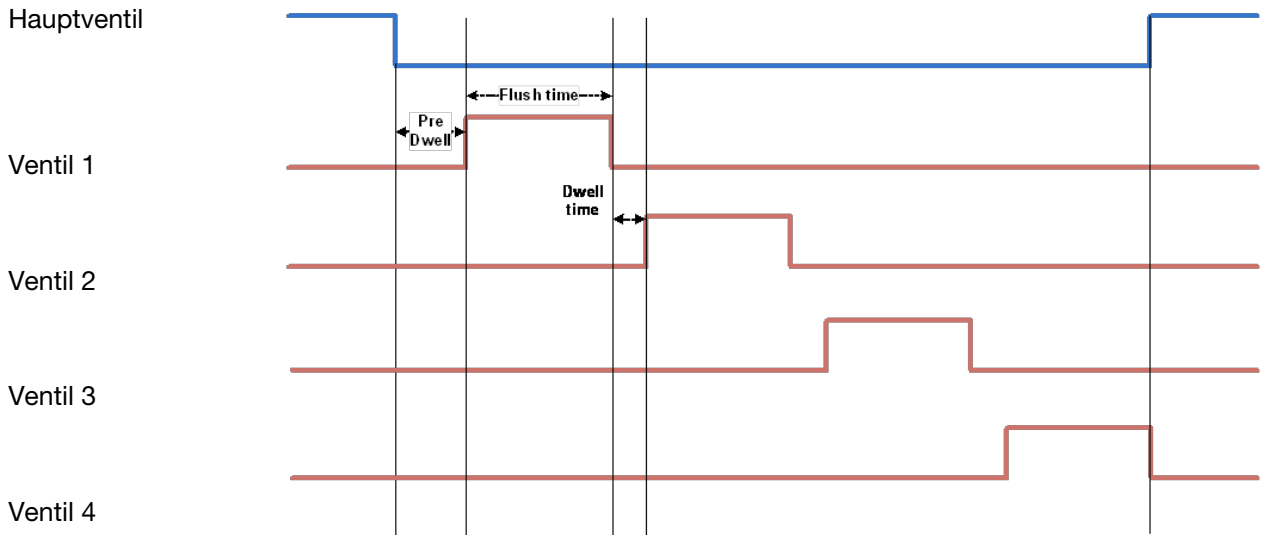 Hauptventil
Flush time
Pre
Dwell
Ventil 1
Dwell
time
Ventil 2
Ventil 3
Ventil 4